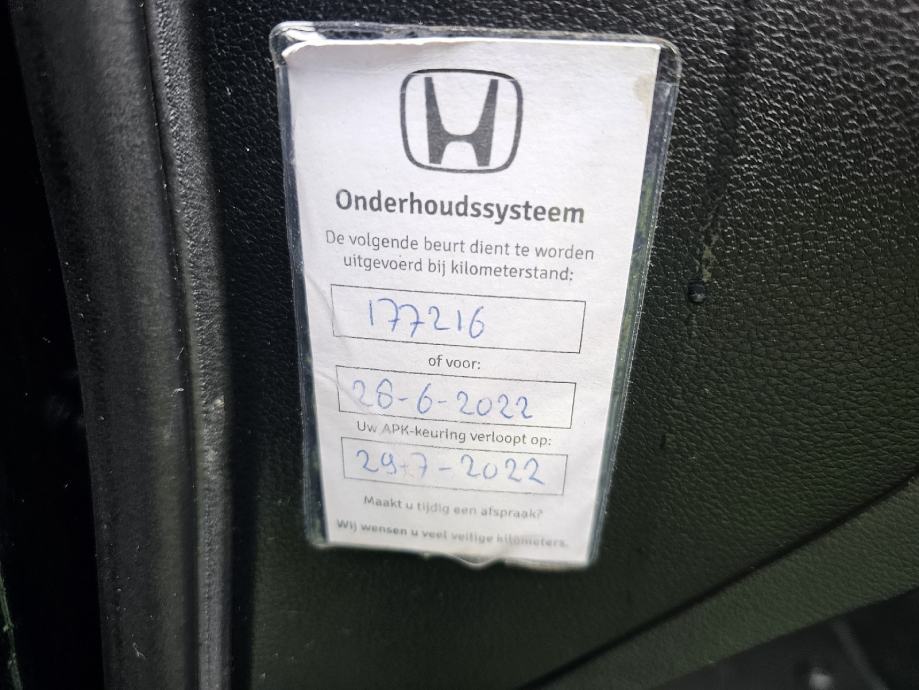 Onderhoudssysteem
De volgende beurt dient te worden
uitgevoerd bij kilometerstand:
177216
of voor:
28-6-2022
Uw APK-keuring verloopt op:
29-7-2022
Maakt u tijdig een afspraak?
Wij wensen u veel veilige kilometers.